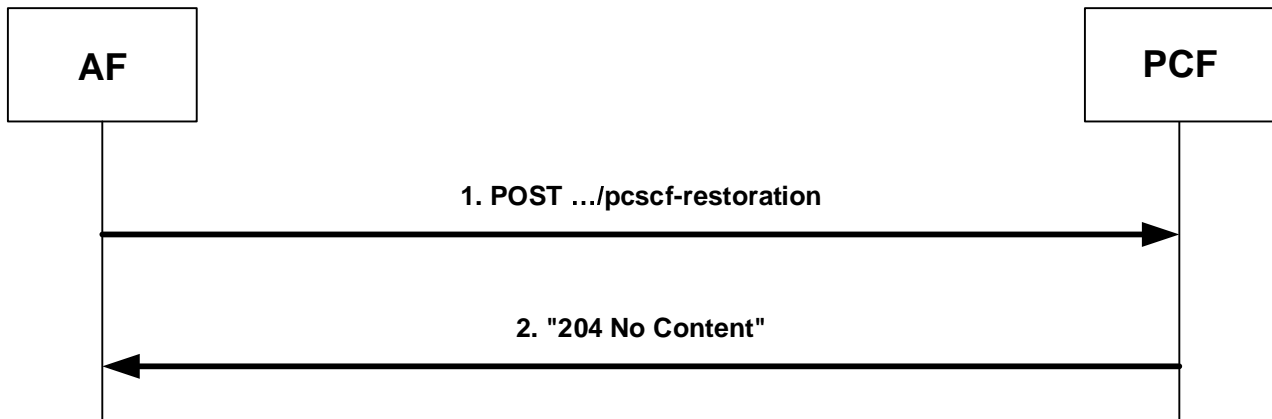 AF
PCF
1. POST …/pcscf-restoration
2. "204 No Content"